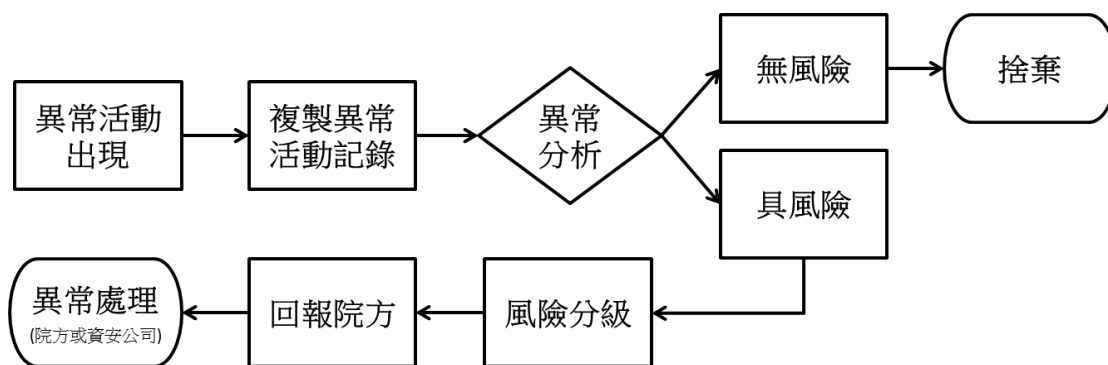 異常活動
出現
複製異常
活動記錄
異常
分析
無風險
捨棄
具風險
風險分級
回報院方
異常處理
(院方或資安公司)